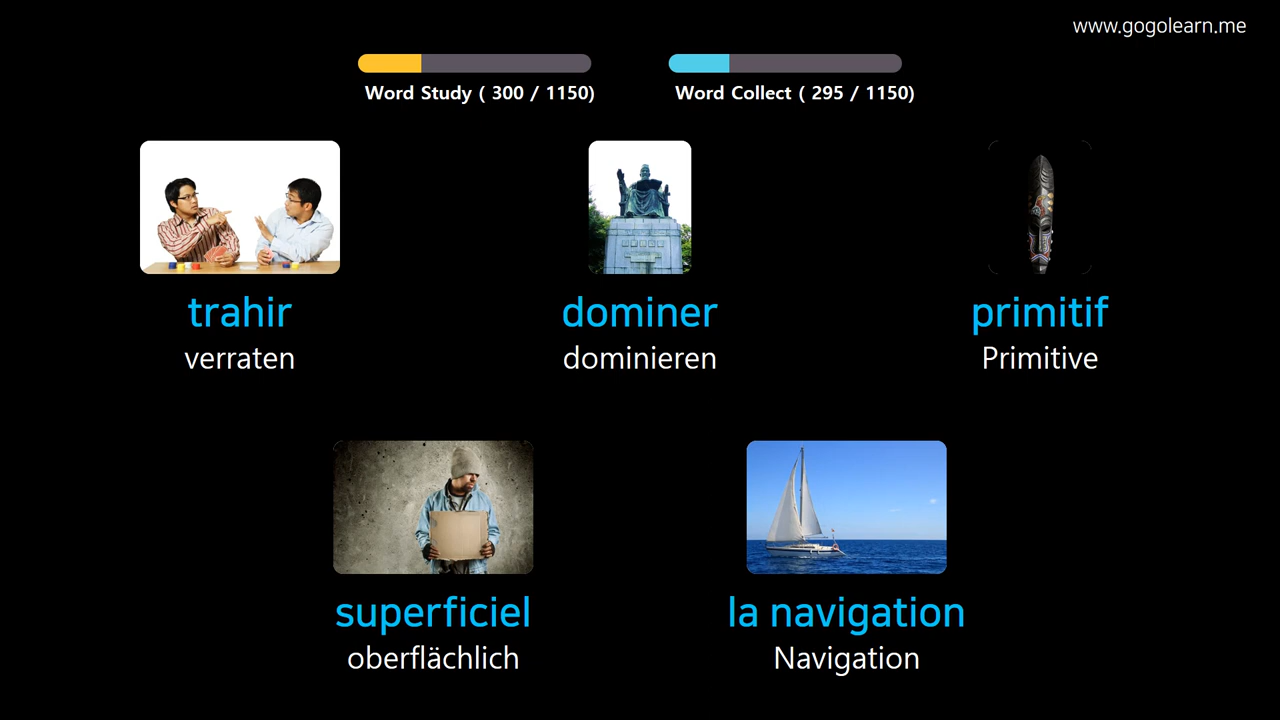 www.gogolearn.me
Word Study ( 300 / 1150)
Word Collect ( 295 / 1150)
trahir
verraten
dominer
dominieren
primitif
Primitive
superficiel
oberflächlich
la navigation
Navigation